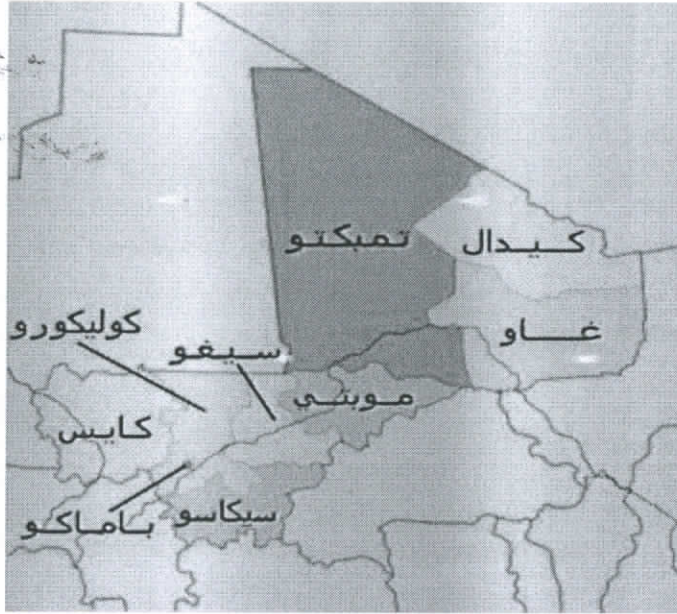 تمبكتو
كيدال
غاو
كوليكورو
سيغو
موبتي
كايس
سيكاسو
باماكو